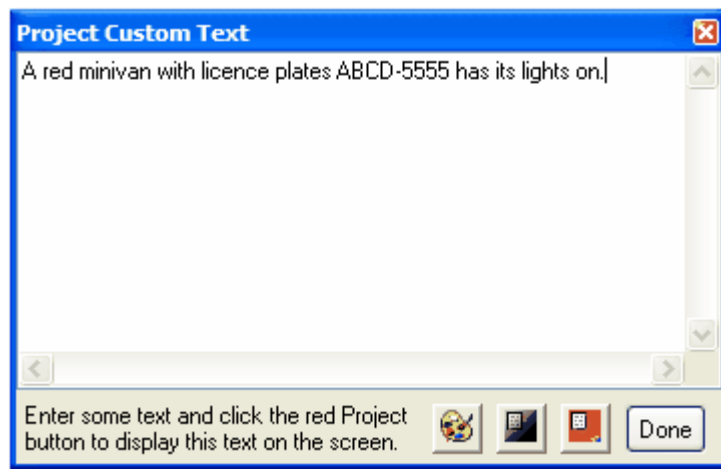 Project Custom Text
A red minivan with licence plates ABCD-5555 has its lights on.
Enter some text and click the red Project
button to display this text on the screen.
Done